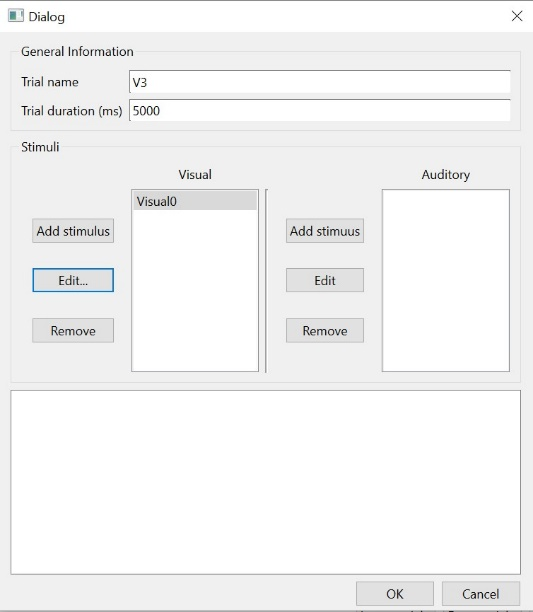 Dialog
General Information
Trial name V3
Trial duration (ms) 5000
Stimuli
Visual Auditory
Visual0
Add stimulus Add stimuus
Edit... Edit
Remove Remove
OK Cancel